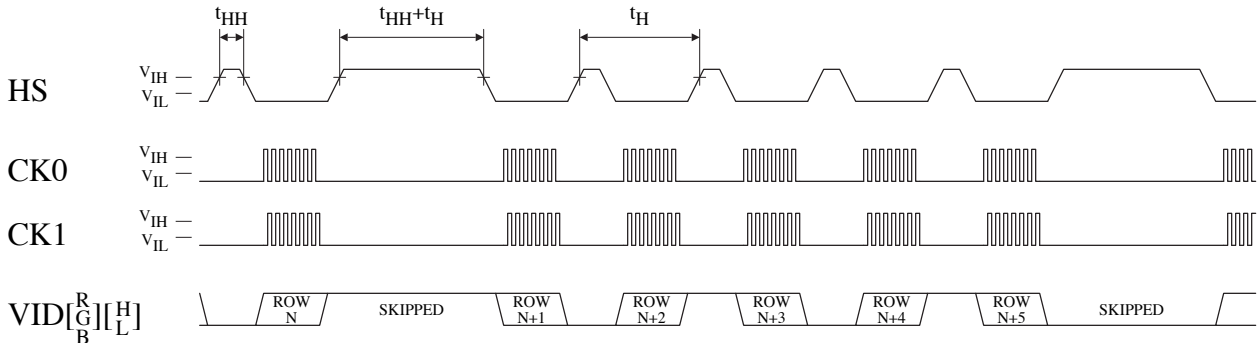 tHH tHH+tH tH
HS VIH
VIL
CK0 VIH
VIL
CK1 VIH
VIL
VID[R G B][H L] ROW N SKIPPED ROW N+1 ROW N+2 ROW N+3 ROW N+4 ROW N+5 SKIPPED